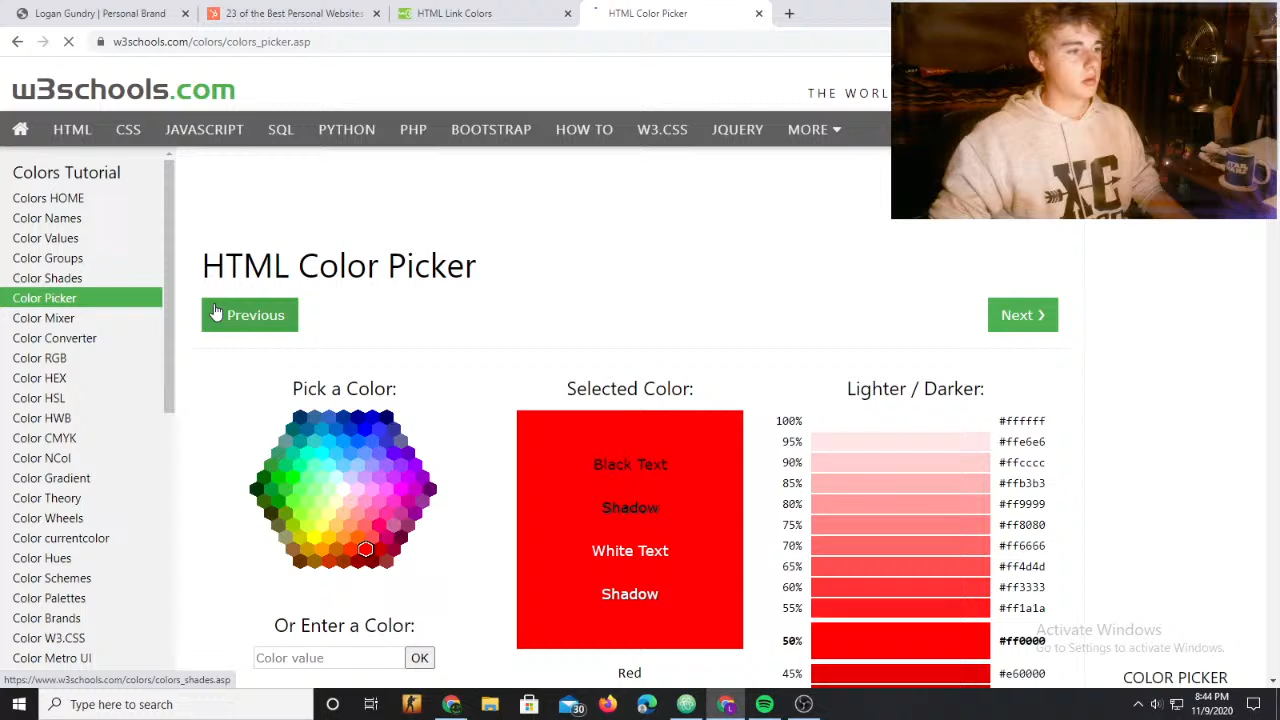 Logan Gundry | Personal Brand
23 of the Best Personal Websites
HTML Link Colors
HTML Color Picker
w3schools.com/colors/colors_picker.asp
w3schools.com
THE WORL
HTML
CSS
JAVASCRIPT
SQL
PYTHON
PHP
BOOTSTRAP
HOW TO
W3.CSS
JQUERY
MORE
XC
STAR WARS
Colors Tutorial
Colors HOME
Color Names
Color Values
Color Groups
Color Shades
Color Picker
Color Mixer
Color Converter
Color RGB
Color HEX
Color HSL
Color HWB
Color CMYK
Color NCol
Color Gradient
Color Theory
Color Wheels
Color currentcolor
Color Hues
Color Schemes
Color Palettes
Color Brands
Color W3.CSS
Color Metro UI
HTML Color Picker
Previous
Next ❯
Pick a Color:
Or Enter a Color:
Color value
OK
Selected Color:
Black Text
Shadow
White Text
Shadow
Red
Lighter / Darker:
100% #ffffff
95% #ffe6e6
90% #ffcccc
85% #ffb3b3
80% #ff9999
75% #ff8080
70% #ff6666
65% #ff4d4d
60% #ff3333
55% #ff1a1a
50% #ff0000
45% #e60000
Activate Windows
Go to Settings to activate Windows.
COLOR PICKER
https://www.w3schools.com/colors/colors_shades.asp
Type here to search
30
8:44 PM
11/9/2020